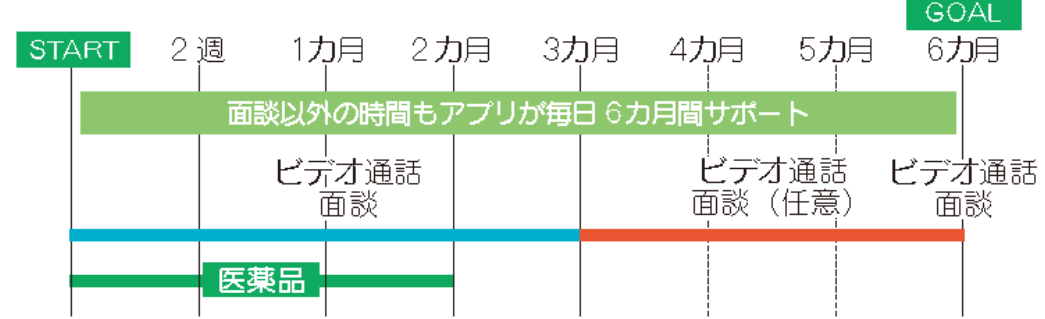 GOAL
START 2週 1カ月 2カ月 3カ月 4カ月 5カ月 6カ月
面談以外の時間もアプリが毎日6カ月間サポート
ビデオ通話 ビデオ通話 ビデオ通話
面談 面談（任意） 面談
医薬品